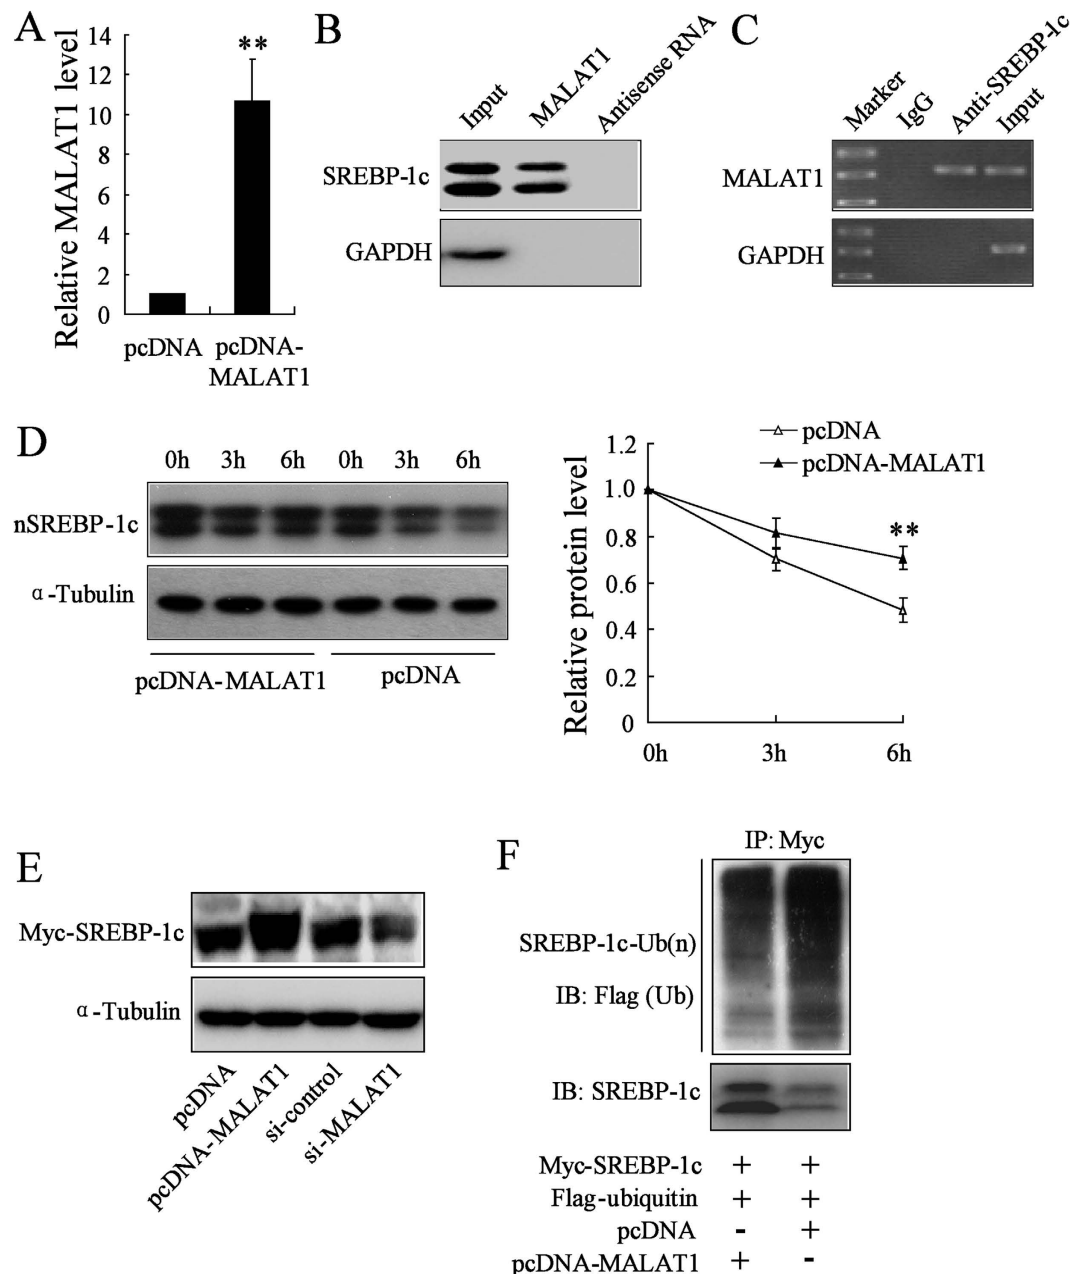 A
Relative MALAT1 level
14
12
10
8
6
4
2
0
**
pcDNA
pcDNA-
MALAT1
B
Input
MALAT1
Antisense RNA
SREBP-1c
GAPDH
C
Marker
IgG
Anti-SREBP-1c
Input
MALAT1
GAPDH
D
0h 3h 6h 0h 3h 6h
nSREBP-1c
α-Tubulin
pcDNA-MALAT1 pcDNA
Relative protein level
1.2
1.0
0.8
0.6
0.4
0.2
0
pcDNA
pcDNA-MALAT1
**
0h 3h 6h
E
Myc-SREBP-1c
α-Tubulin
pcDNA
pcDNA-MALAT1
si-control
si-MALAT1
F
IP: Myc
SREBP-1c-Ub(n)
IB: Flag (Ub)
IB: SREBP-1c
Myc-SREBP-1c + +
Flag-ubiquitin + +
pcDNA - +
pcDNA-MALAT1 + -